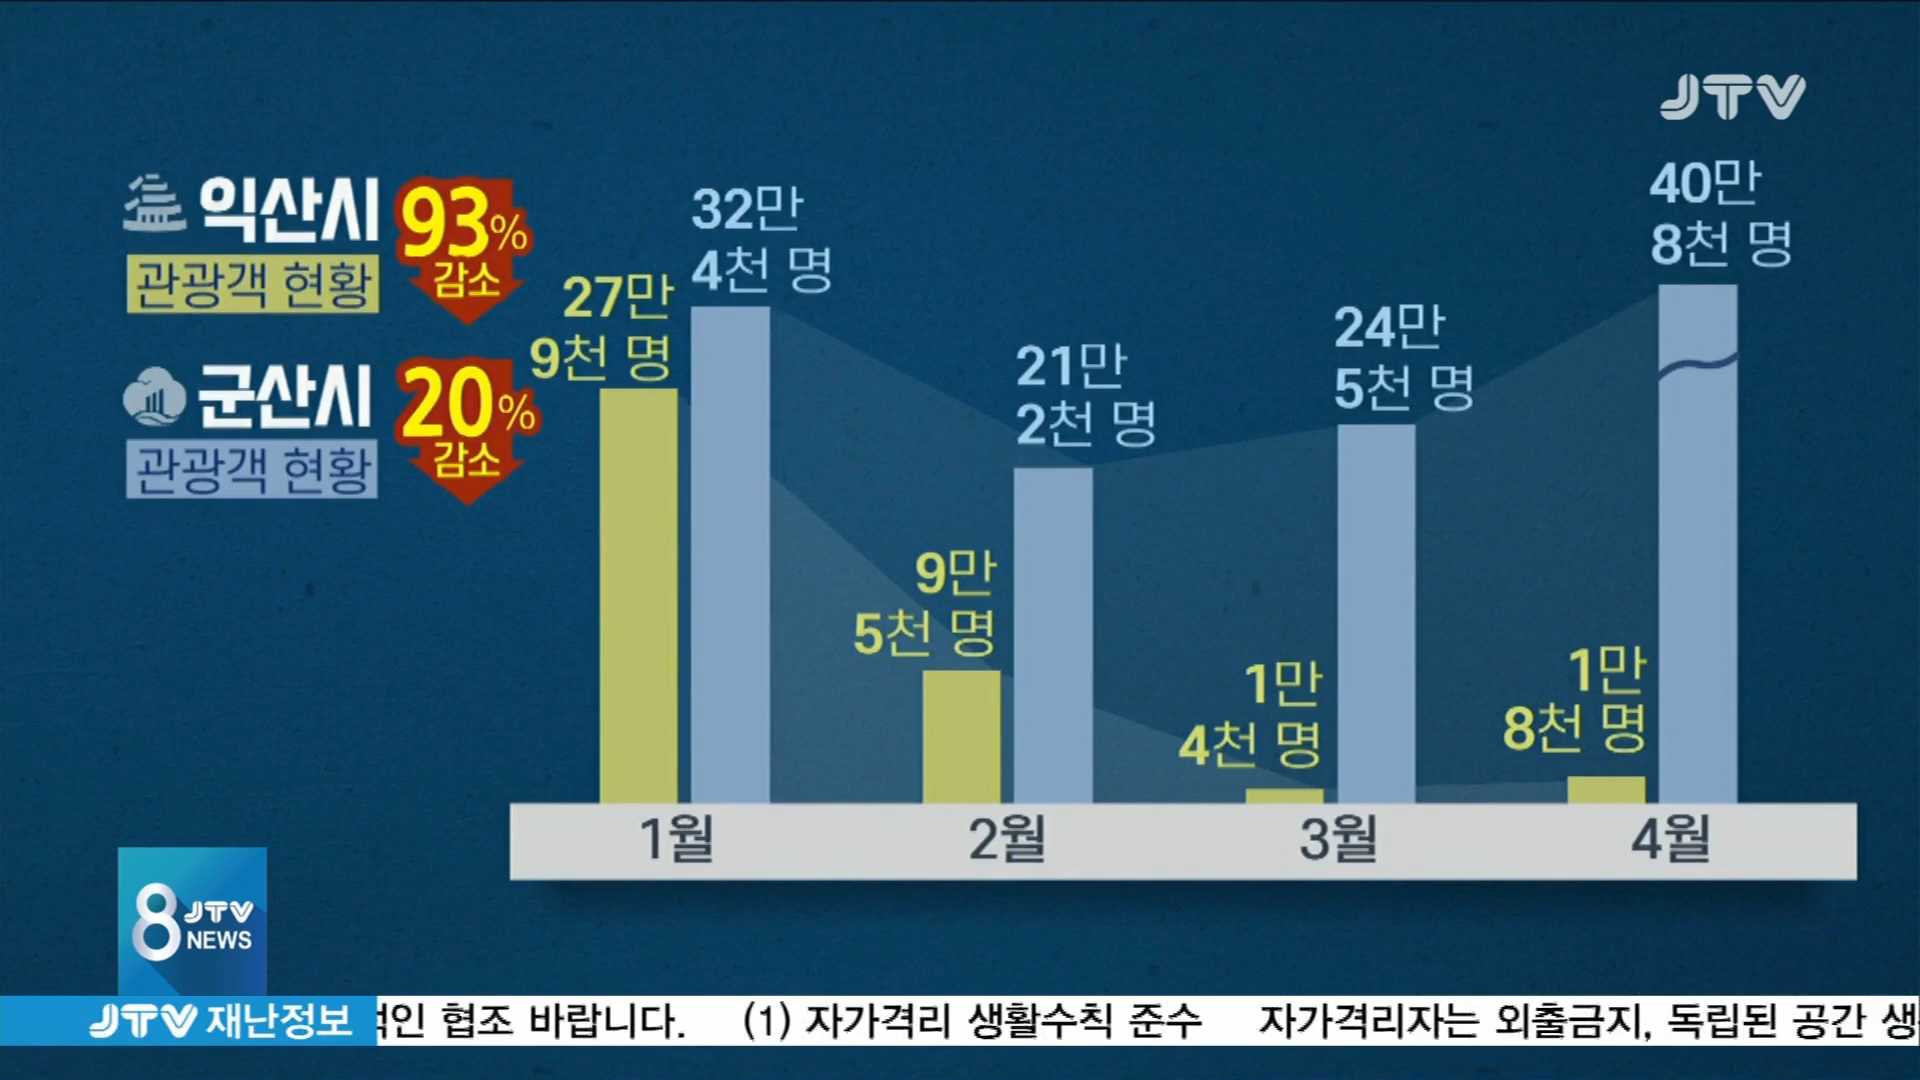 JTV
익산시
93%
감소
관광객 현황
군산시
20%
감소
관광객 현황
27만
9천 명
32만
4천 명
9만
5천 명
21만
2천 명
1만
4천 명
24만
5천 명
1만
8천 명
40만
8천 명
1월 2월 3월 4월
8 JTV
NEWS
JTV 재난정보
협조 바랍니다. (1) 자가격리 생활수칙 준수 자가격리자는 외출금지, 독립된 공간